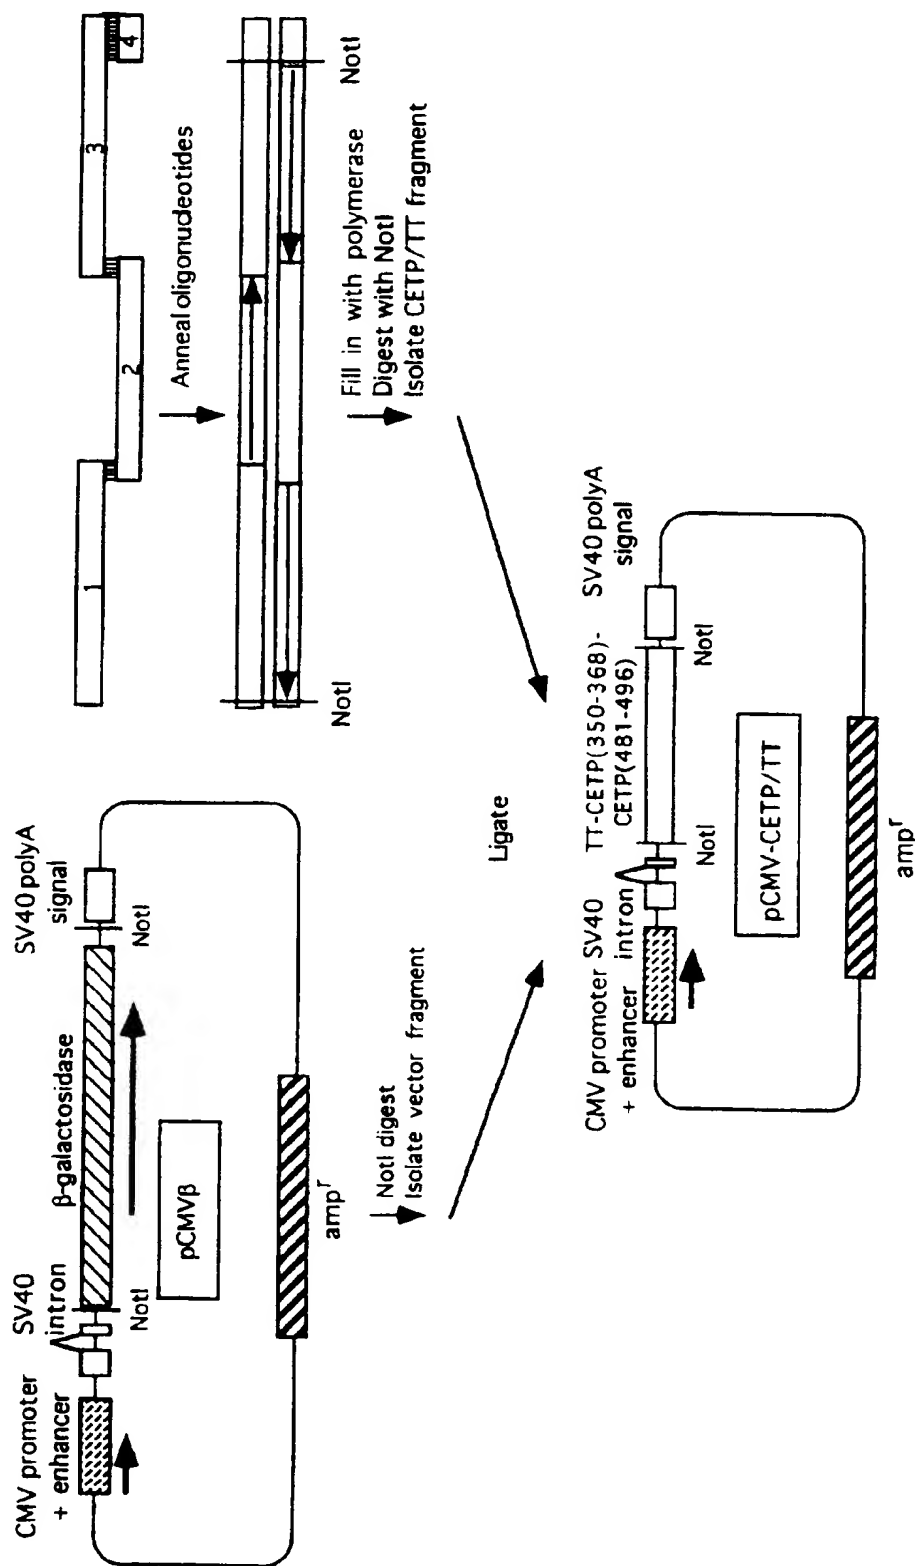 CMV promoter
+ enhancer
SV40
intron
β-galactosidase
SV40 polyA
signal
NotI
NotI
pCMVβ
amp^r
NotI digest
Isolate vector fragment
1
2
3
4
Anneal oligonudeotides
NotI
NotI
Fill in with polymerase
Digest with NotI
Isolate CETP/TT fragment
Ligate
CMV promoter
+ enhancer
SV40
intron
TT-CETP(350-368)-
CETP(481-496)
SV40 polyA
signal
NotI
NotI
pCMV-CETP/TT
amp^r